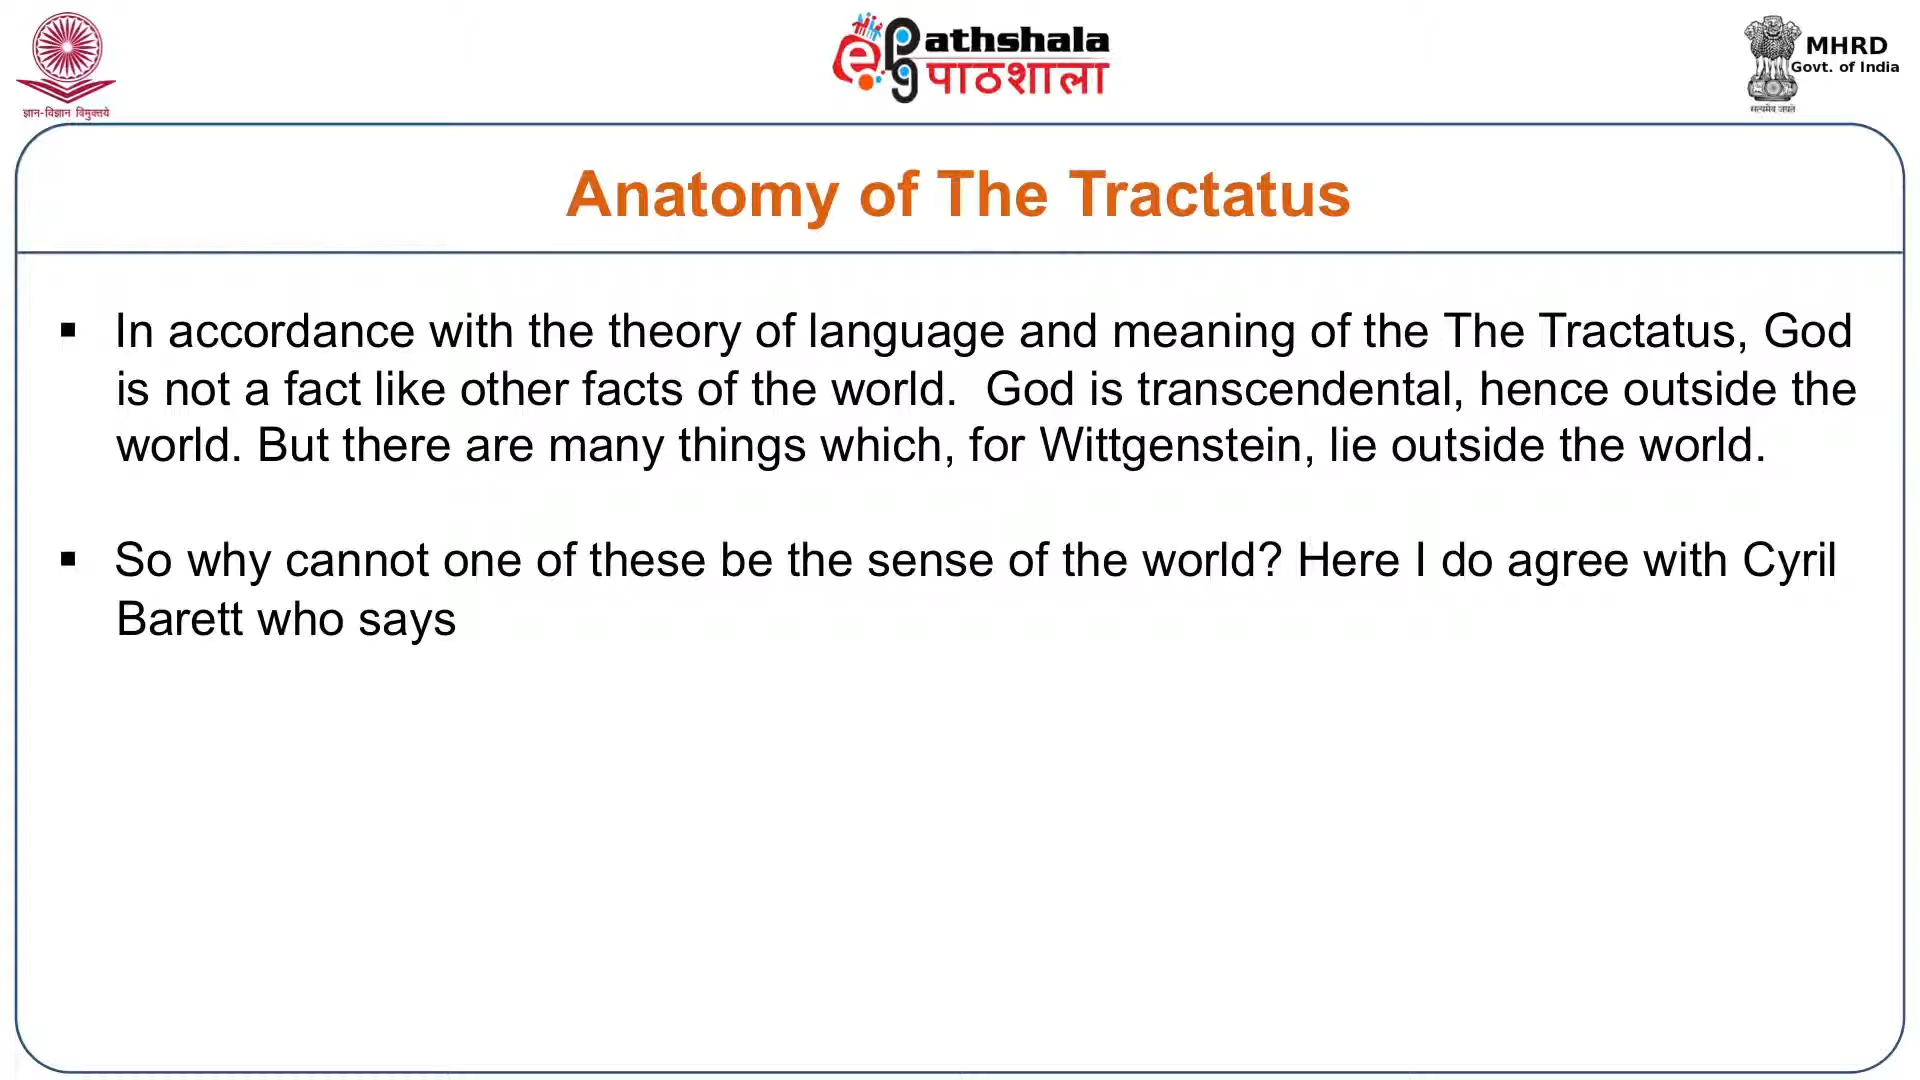 ज्ञान-विज्ञान विमुक्तये
ePathshala
पाठशाला
MHRD
Govt. of India
सत्यमेव जयते
Anatomy of The Tractatus
▪ In accordance with the theory of language and meaning of the The Tractatus, God
is not a fact like other facts of the world. God is transcendental, hence outside the
world. But there are many things which, for Wittgenstein, lie outside the world.
▪ So why cannot one of these be the sense of the world? Here I do agree with Cyril
Barett who says